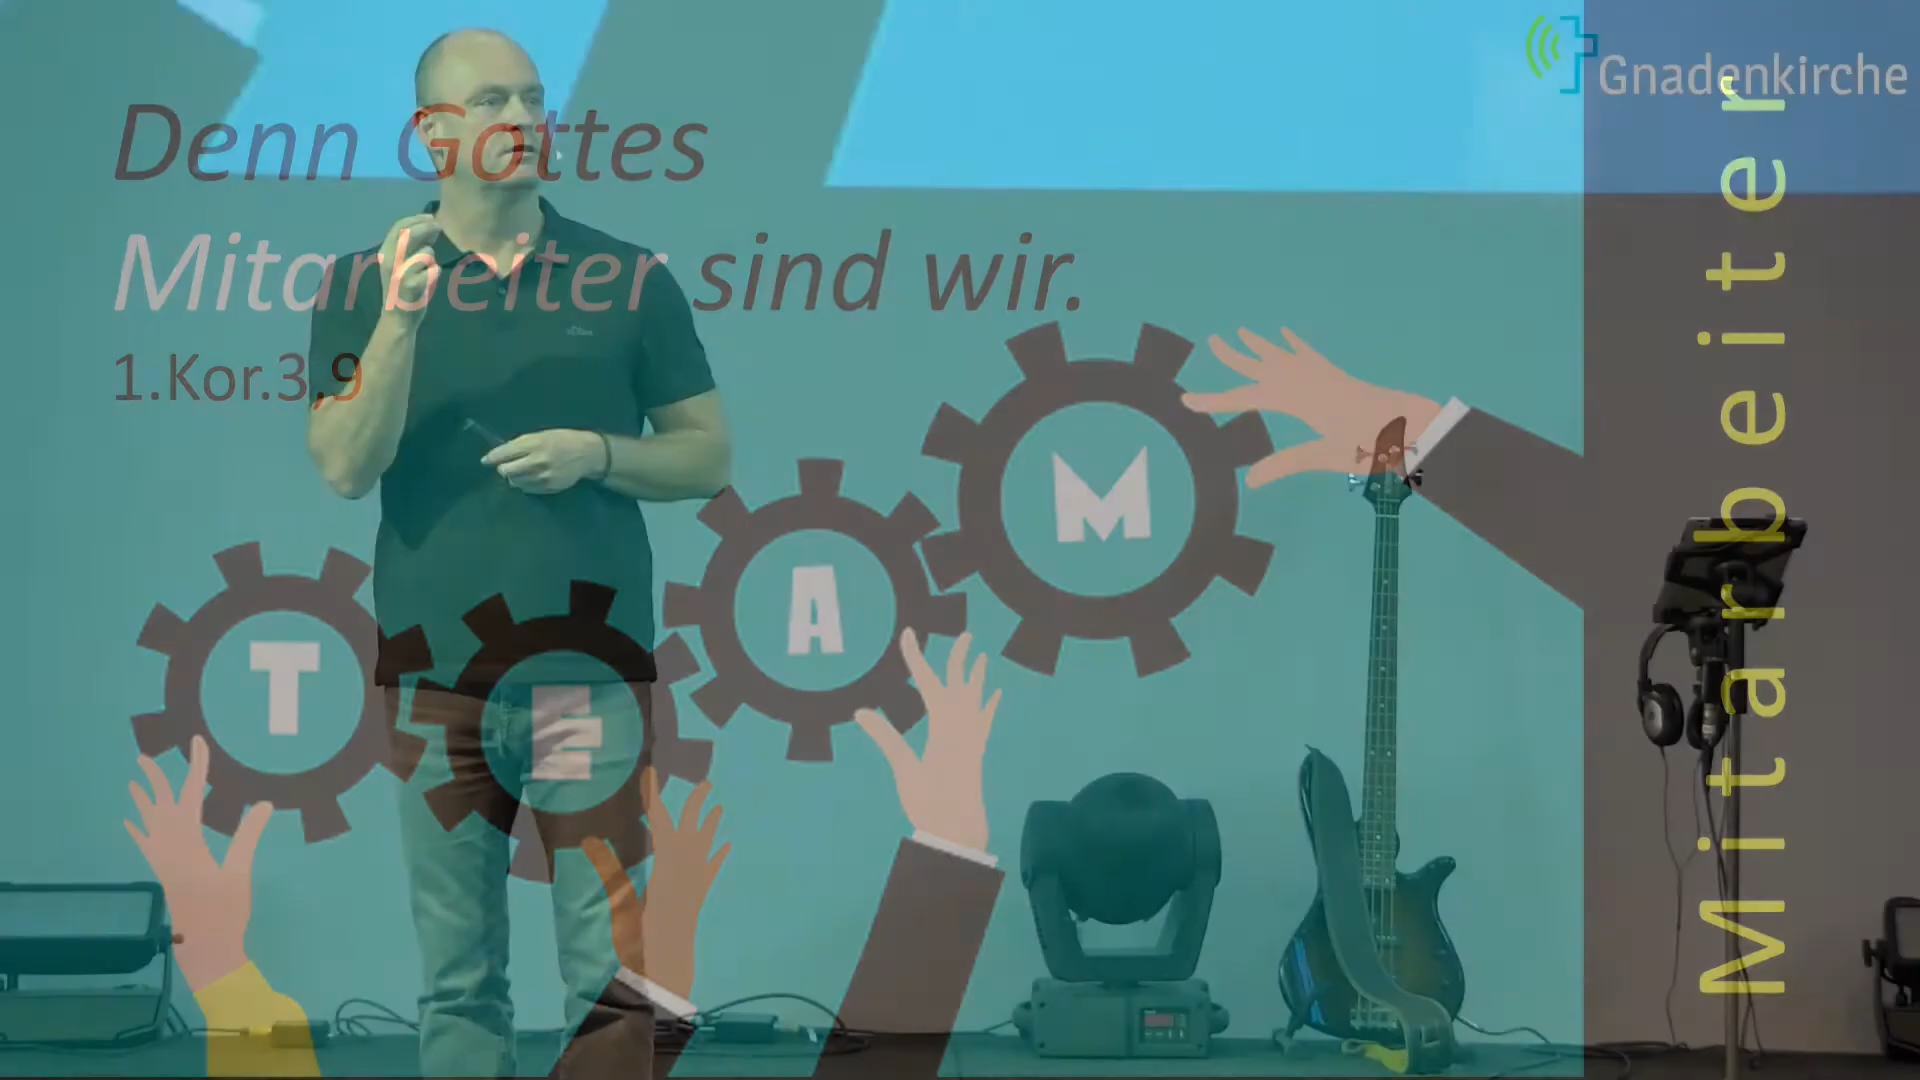 Gnadenkirche
Denn Gottes
Mitarbeiter sind wir.
1.Kor.3,9
T
E
A
M
Mitarbeiter